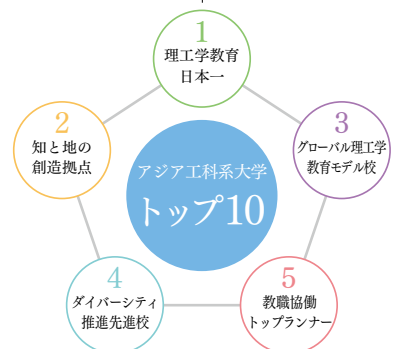 1
理工学教育
日本一
2
知と地の
創造拠点
3
グローバル理工学
教育モデル校
アジア工科系大学
トップ10
4
ダイバーシティ
推進先進校
5
教職協働
トップランナー